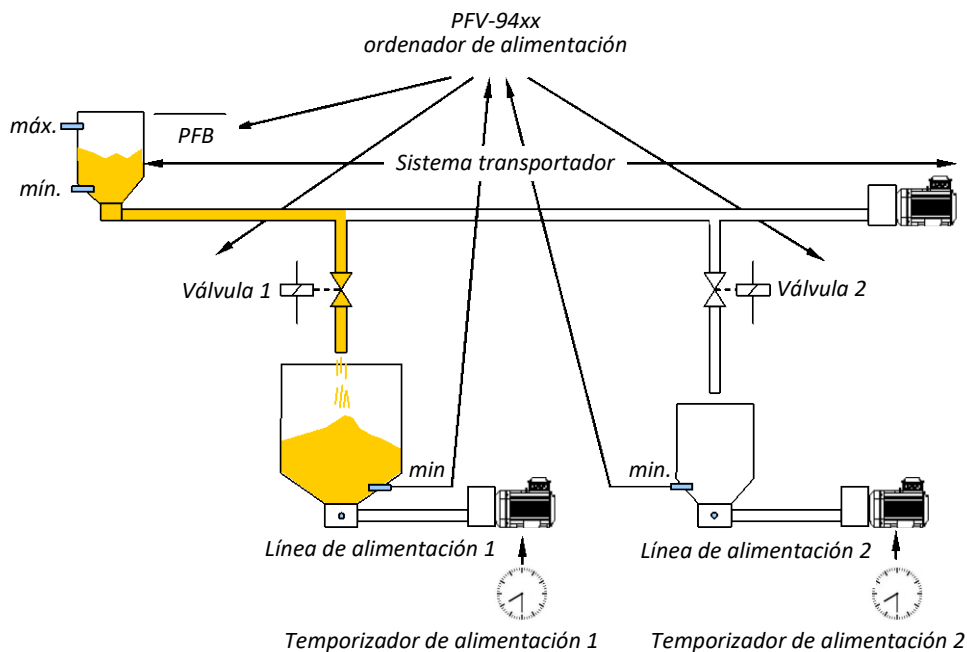 PFV-94xx
ordenador de alimentación
máx.
PFB
Sistema transportador
mín.
Válvula 1
Válvula 2
min
min.
Línea de alimentación 1
Línea de alimentación 2
Temporizador de alimentación 1
Temporizador de alimentación 2